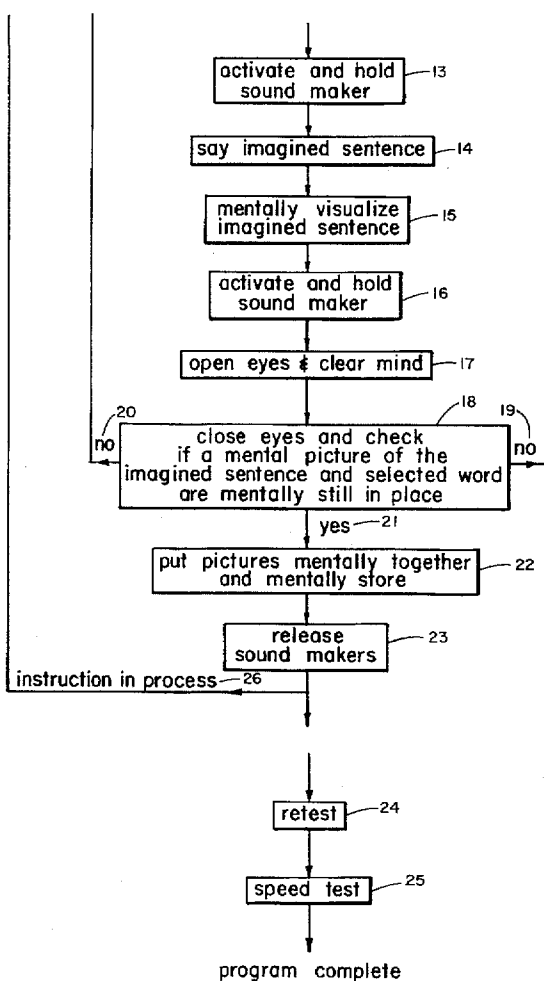 activate and hold
sound maker
13
say imagined sentence
14
mentally visualize
imagined sentence
15
activate and hold
sound maker
16
open eyes & clear mind
17
18
19
20
no
close eyes and check
if a mental picture of the
imagined sentence and selected word
are mentally still in place
no
yes
21
put pictures mentally together
and mentally store
22
release
sound makers
23
instruction in process
26
retest
24
speed test
25
program complete